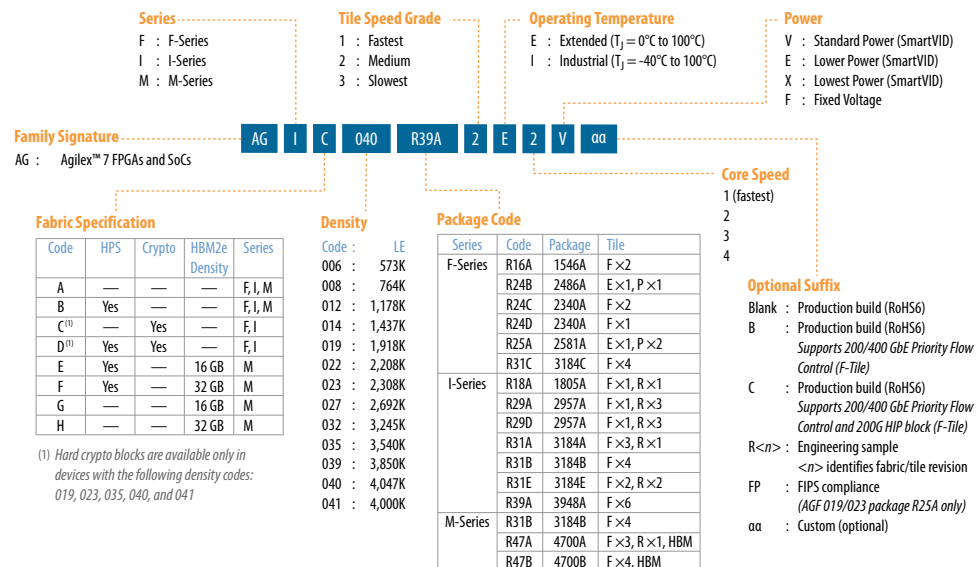 Series
F : F-Series
I : I-Series
M : M-Series
Tile Speed Grade
1 : Fastest
2 : Medium
3 : Slowest
Operating Temperature
E : Extended (TJ = 0°C to 100°C)
I : Industrial (TJ = -40°C to 100°C)
Power
V : Standard Power (SmartVID)
E : Lower Power (SmartVID)
X : Lowest Power (SmartVID)
F : Fixed Voltage
Family Signature
AG : Agilex™ 7 FPGAs and SoCs
AG I C 040 R39A 2 E 2 V αα
Core Speed
1 (fastest)
2
3
4
Fabric Specification
Code HPS Crypto HBM2e Density Series
A — — — F, I, M
B Yes — — F, I, M
C(1) — Yes — F, I
D(1) Yes Yes — F, I
E Yes — 16 GB M
F Yes — 32 GB M
G — — 16 GB M
H — — 32 GB M
(1) Hard crypto blocks are available only in
devices with the following density codes:
019, 023, 035, 040, and 041
Density
Code : LE
006 : 573K
008 : 764K
012 : 1,178K
014 : 1,437K
019 : 1,918K
022 : 2,208K
023 : 2,308K
027 : 2,692K
032 : 3,245K
035 : 3,540K
039 : 3,850K
040 : 4,047K
041 : 4,000K
Package Code
Series Code Package Tile
F-Series R16A 1546A F ×2
R24B 2486A E ×1, P ×1
R24C 2340A F ×2
R24D 2340A F ×1
R25A 2581A E ×1, P ×2
R31C 3184C F ×4
I-Series R18A 1805A F ×1, R ×1
R29A 2957A F ×1, R ×3
R29D 2957A F ×1, R ×3
R31A 3184A F ×3, R ×1
R31B 3184B F ×4
R31E 3184E F ×2, R ×2
R39A 3948A F ×6
M-Series R31B 3184B F ×4
R47A 4700A F ×3, R ×1, HBM
R47B 4700B F ×4, HBM
Optional Suffix
Blank : Production build (RoHS6)
B : Production build (RoHS6)
Supports 200/400 GbE Priority Flow
Control (F-Tile)
C : Production build (RoHS6)
Supports 200/400 GbE Priority Flow
Control and 200G HIP block (F-Tile)
R<n> : Engineering sample
<n> identifies fabric/tile revision
FP : FIPS compliance
(AGF 019/023 package R25A only)
αα : Custom (optional)